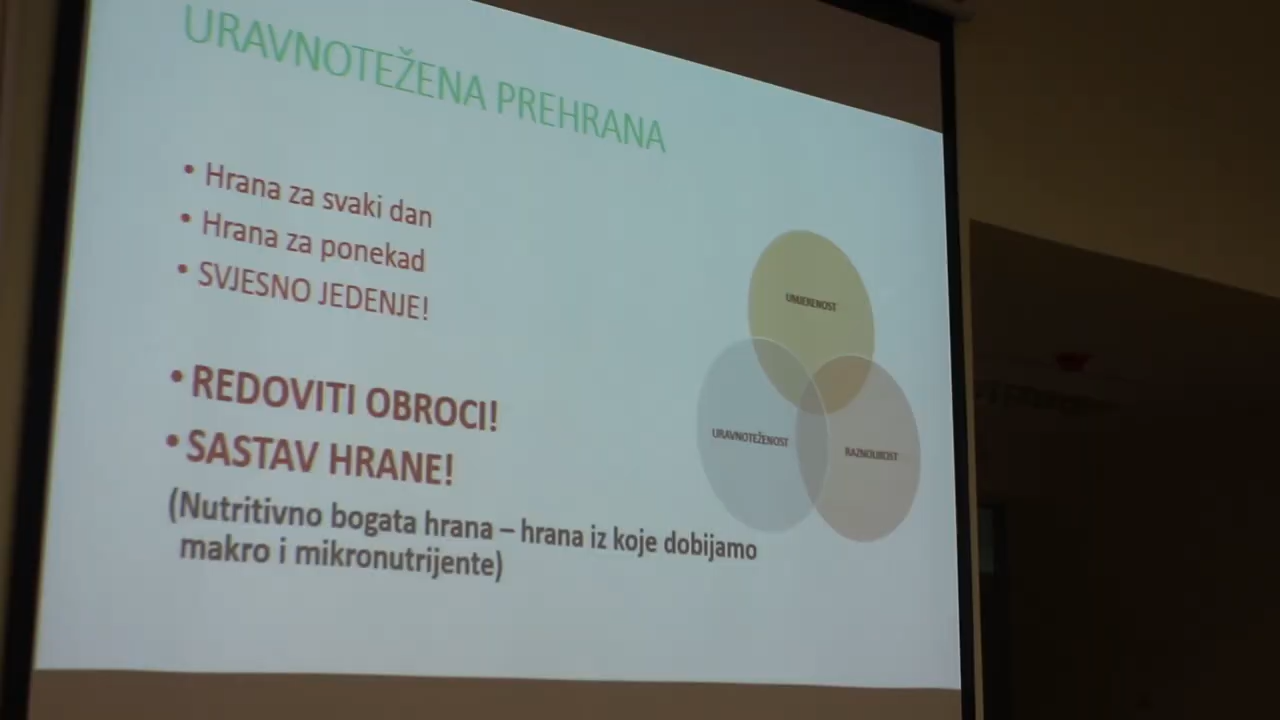 URAVNOTEŽENA PREHRANA
• Hrana za svaki dan
• Hrana za ponekad
• SVJESNO JEDENJE!
• REDOVITI OBROCI!
• SASTAV HRANE!
(Nutritivno bogata hrana – hrana iz koje dobijamo
makro i mikronutrijente)
UMJERENOST
URAVNOTEŽENOST
RAZNOLIKOST